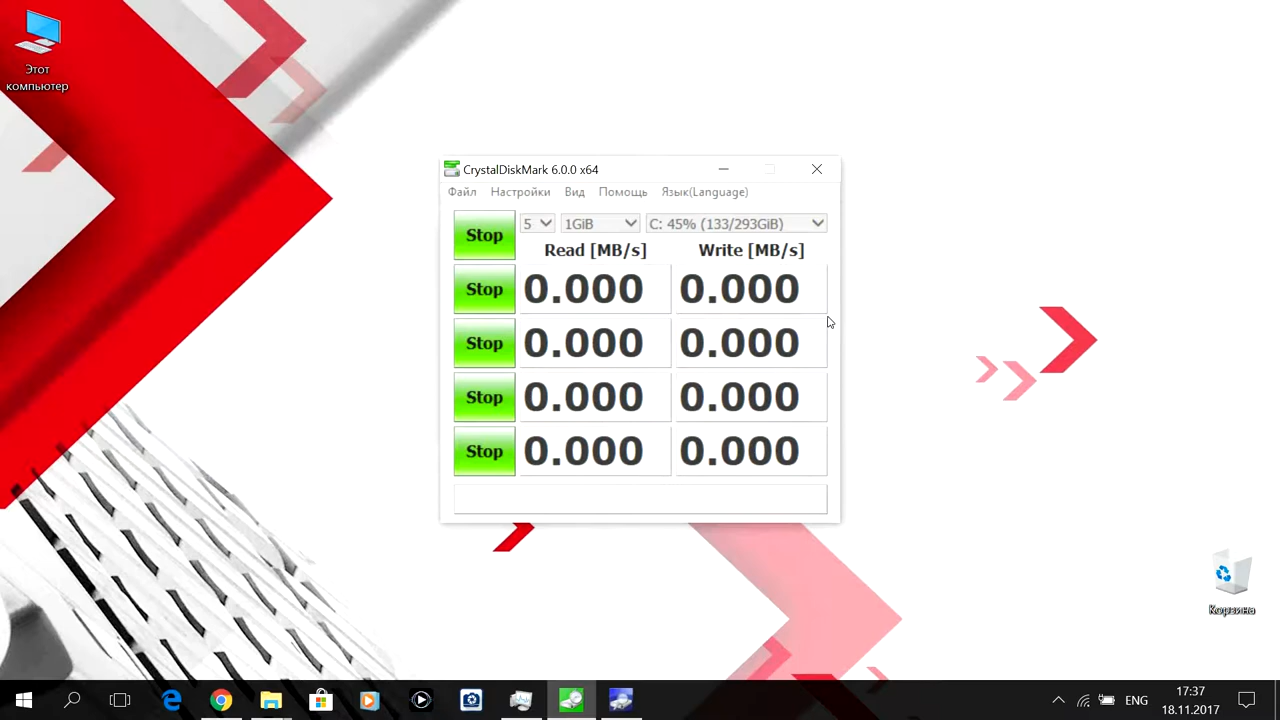 Этот
компьютер
CrystalDiskMark 6.0.0 x64
Файл Настройки Вид Помощь Язык(Language)
Stop 5 1GiB C: 45% (133/293GiB)
Read [MB/s] Write [MB/s]
Stop 0.000 0.000
Stop 0.000 0.000
Stop 0.000 0.000
Stop 0.000 0.000
Корзина
ENG
17:37
18.11.2017